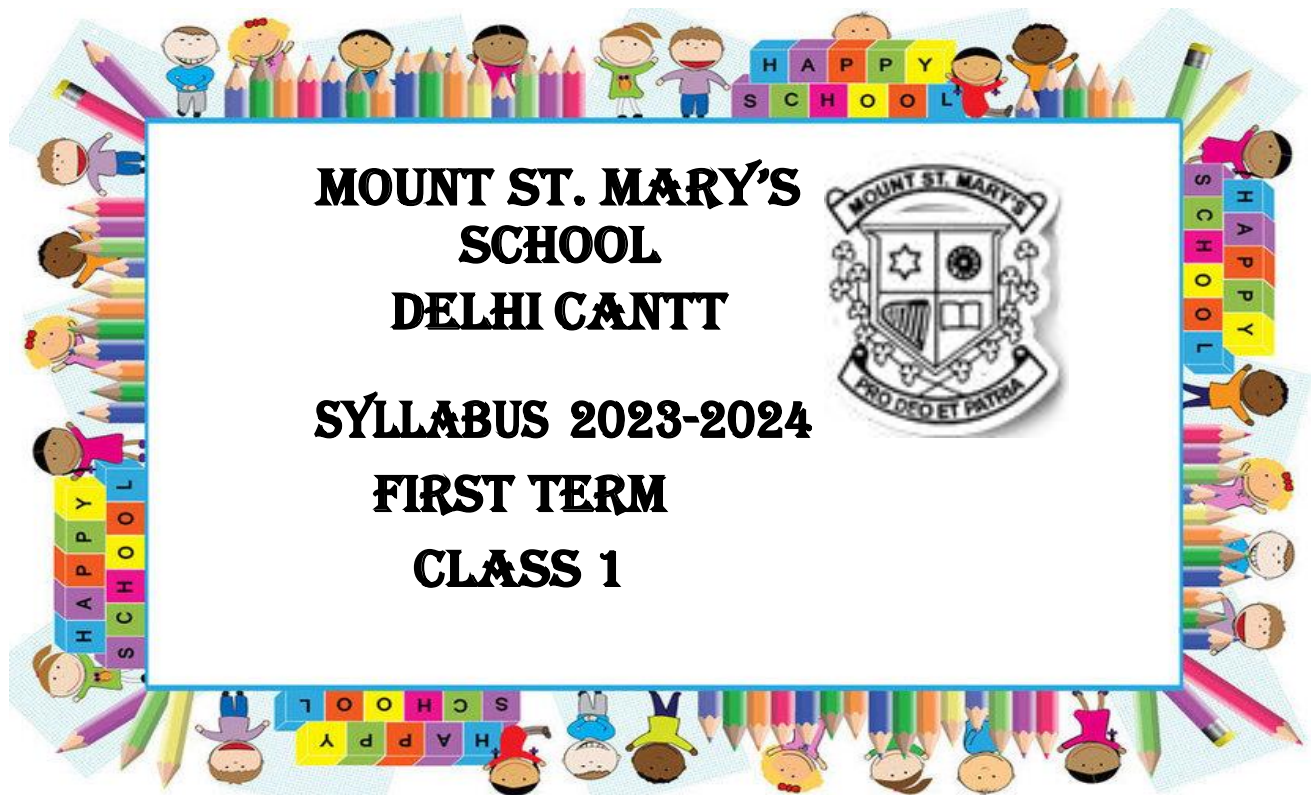 HAPPY
SCHOOL
MOUNT ST. MARY'S
SCHOOL
DELHI CANTT
MOUNT ST. MARY'S
PRO DEO ET PATRIA
SYLLABUS 2023-2024
FIRST TERM
CLASS 1
HAPPY
SCHOOL
HAPPY
SCHOOL
SCHOOL
HAPPY